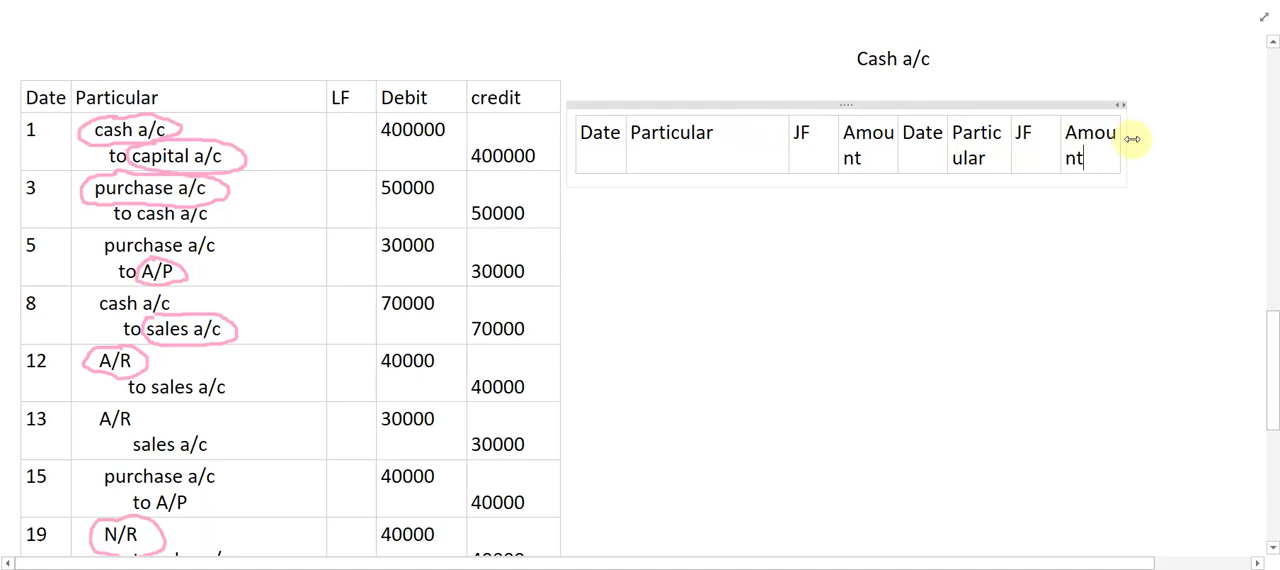 Cash a/c
Date Particular LF Debit credit
1 cash a/c 400000
to capital a/c 400000
3 purchase a/c 50000
to cash a/c 50000
5 purchase a/c 30000
to A/P 30000
8 cash a/c 70000
to sales a/c 70000
12 A/R 40000
to sales a/c 40000
13 A/R 30000
sales a/c 30000
15 purchase a/c 40000
to A/P 40000
19 N/R 40000
Date Particular JF Amou Date Partic JF Amou
nt ular nt